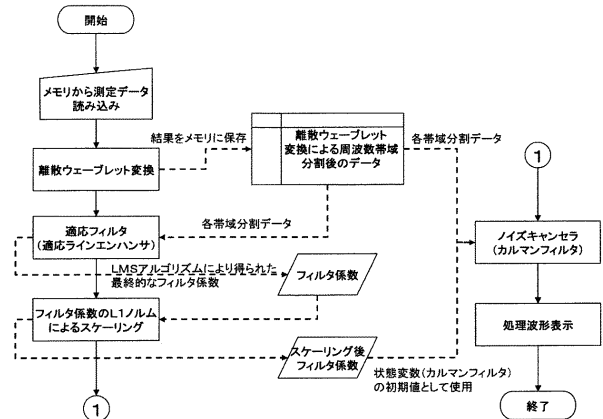 開始
メモリから測定データ
読み込み
結果をメモリに保存
離散ウェーブレット
変換による周波数帯域
分割後のデータ
各帯域分割データ
1
離散ウェーブレット変換
適応フィルタ
(適応ラインエンハンサ)
各帯域分割データ
ノイズキャンセラ
(カルマンフィルタ)
LMSアルゴリズムにより得られた
最終的なフィルタ係数
フィルタ係数
フィルタ係数のL1ノルム
によるスケーリング
処理波形表示
スケーリング後
フィルタ係数
状態変数(カルマンフィルタ)
の初期値として使用
1
終了